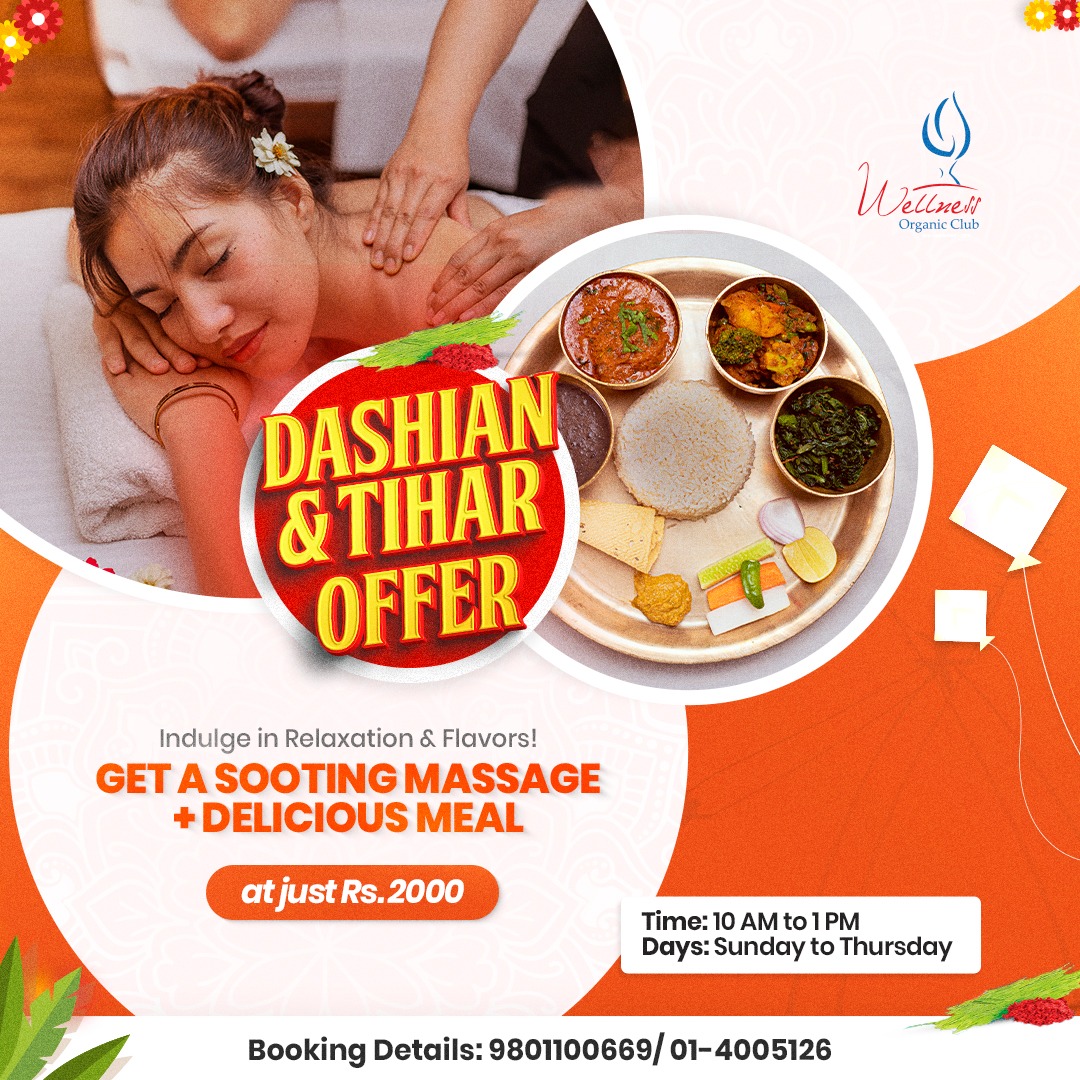 Wellness
Organic Club
DASHIAN
& TIHAR
OFFER
Indulge in Relaxation & Flavors!
GET A SOOTING MASSAGE
+ DELICIOUS MEAL
at just Rs. 2000
Time: 10 AM to 1 PM
Days: Sunday to Thursday
Booking Details: 9801100669/ 01-4005126